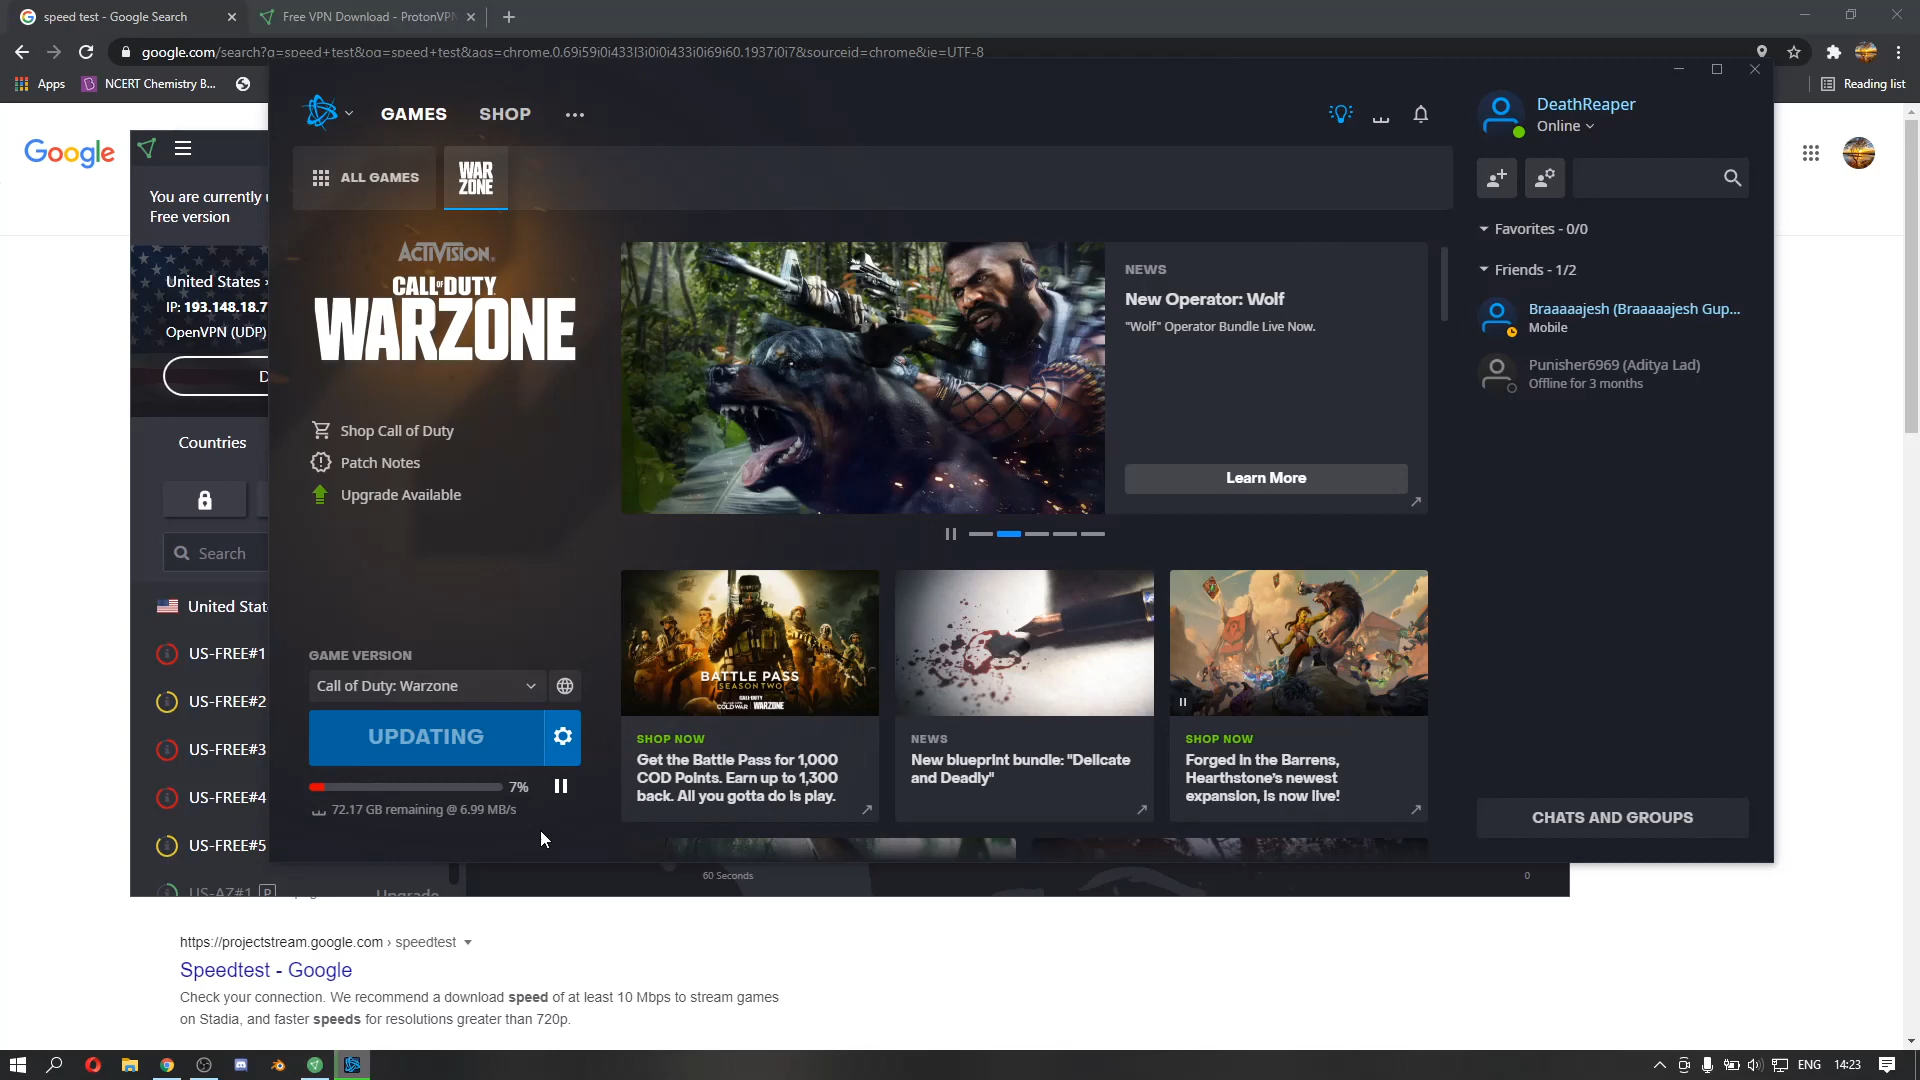 speed test - Google Search
Free VPN Download - ProtonVPN
google.com/search?q=speed+test&oq=speed+test&aqs=chrome.0.69i59i0i433l3i0i0i433i0i69i60.1937i0i7&sourceid=chrome&ie=UTF-8
Apps
NCERT Chemistry B...
Reading list
Google
You are currently
Free version
United States
IP: 193.148.18.7
OpenVPN (UDP)
D
Countries
Search
United Stat
US-FREE#1
US-FREE#2
US-FREE#3
US-FREE#4
US-FREE#5
US-AZ#1 P
Upgrade
GAMES
SHOP
ALL GAMES
WAR
ZONE
ACTIVISION
CALL OF DUTY
WARZONE
Shop Call of Duty
Patch Notes
Upgrade Available
GAME VERSION
Call of Duty: Warzone
UPDATING
7%
72.17 GB remaining @ 6.99 MB/s
NEWS
New Operator: Wolf
"Wolf" Operator Bundle Live Now.
Learn More
BATTLE PASS
SEASON TWO
CALL OF DUTY
COLD WAR | WARZONE
SHOP NOW
Get the Battle Pass for 1,000
COD Points. Earn up to 1,300
back. All you gotta do is play.
NEWS
New blueprint bundle: "Delicate
and Deadly"
SHOP NOW
Forged in the Barrens,
Hearthstone's newest
expansion, is now live!
DeathReaper
Online
Favorites - 0/0
Friends - 1/2
Braaaaajesh (Braaaaajesh Gup...
Mobile
Punisher6969 (Aditya Lad)
Offline for 3 months
CHATS AND GROUPS
60 Seconds
0
https://projectstream.google.com › speedtest
Speedtest - Google
Check your connection. We recommend a download speed of at least 10 Mbps to stream games
on Stadia, and faster speeds for resolutions greater than 720p.
ENG
14:23